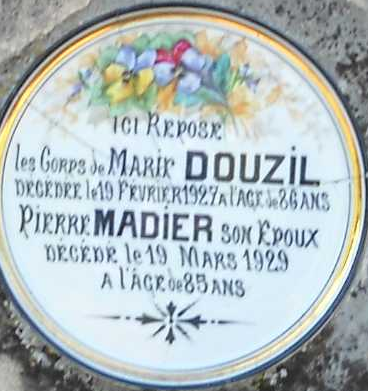 ICI REPOSE
les Corps de MARIE DOUZIL
DÉCÉDÉE le 19 FÉVRIER 1927 A l'AGE de 86 ANS
PIERRE MADIER SON EPOUX
DÉCÉDÉ le 19 MARS 1929
A l'ÂGE de 85 ANS